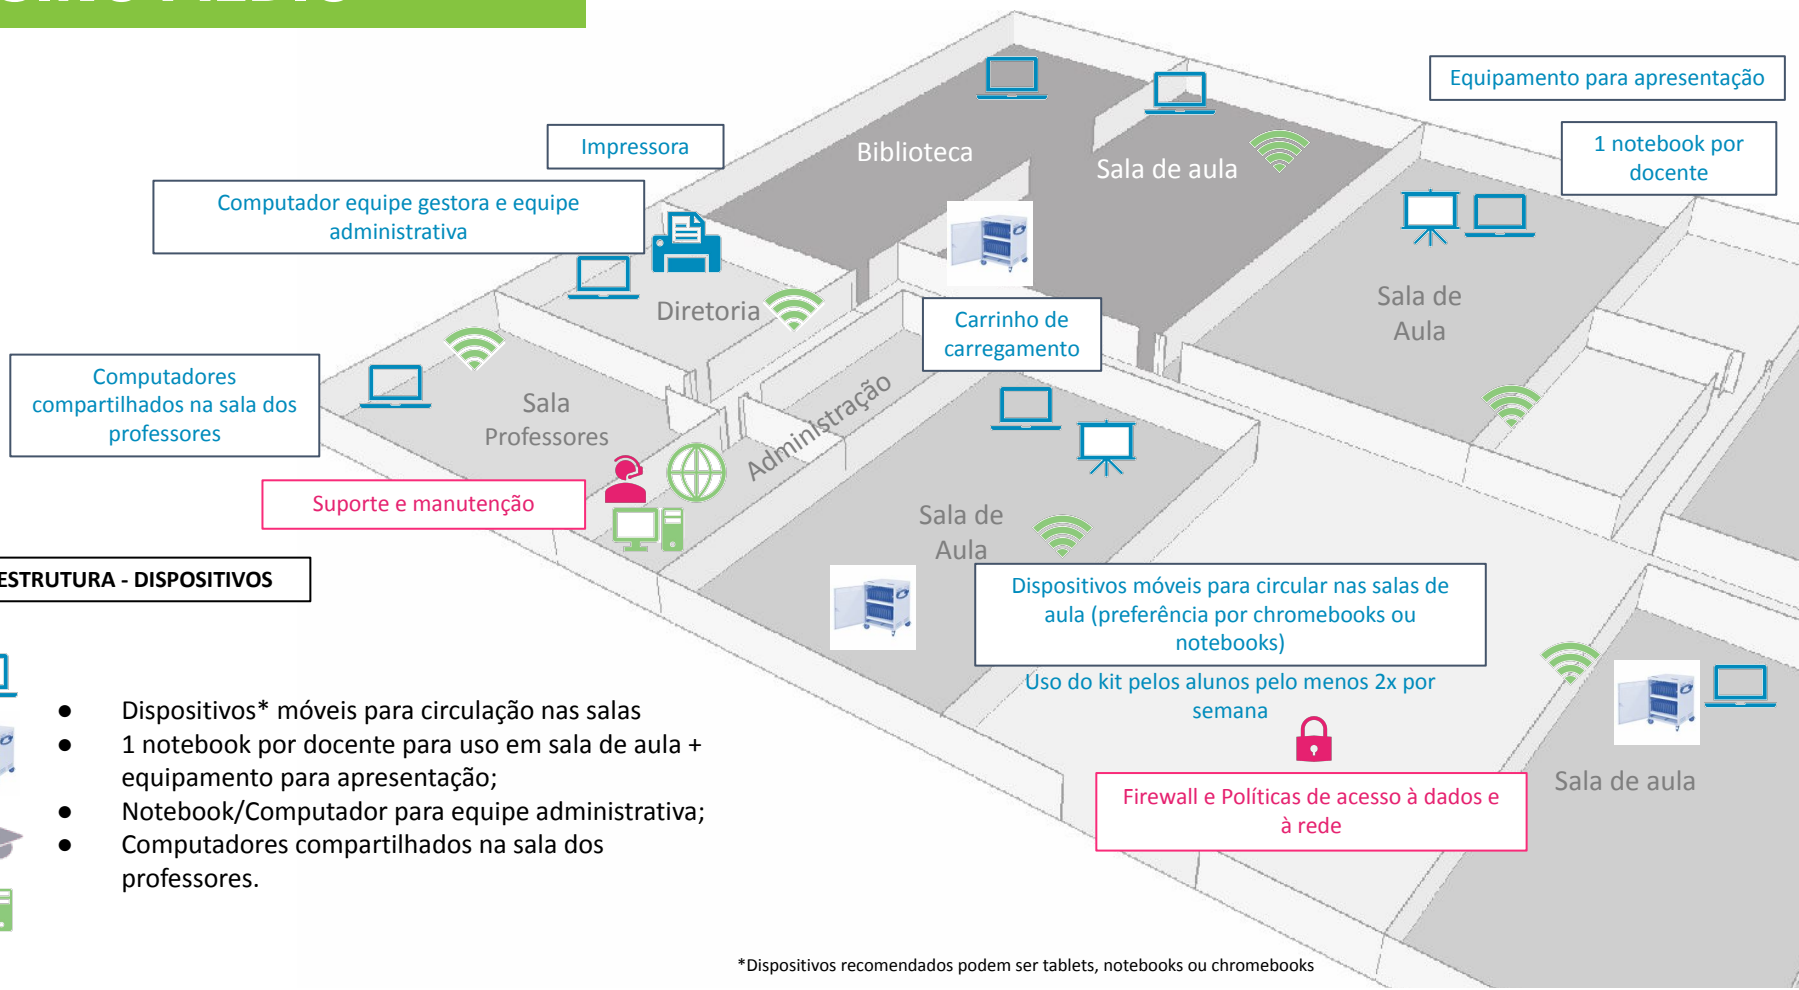 Equipamento para apresentação
1 notebook por
docente
Impressora
Computador equipe gestora e equipe
administrativa
Biblioteca
Sala de aula
Diretoria
Carrinho de
carregamento
Sala de
Aula
Computadores
compartilhados na sala dos
professores
Sala
Professores
Administração
Suporte e manutenção
Sala de
Aula
ESTRUTURA - DISPOSITIVOS
Dispositivos móveis para circular nas salas de
aula (preferência por chromebooks ou
notebooks)
Uso do kit pelos alunos pelo menos 2x por
semana
Firewall e Políticas de acesso à dados e
à rede
Sala de aula
● Dispositivos* móveis para circulação nas salas
● 1 notebook por docente para uso em sala de aula +
equipamento para apresentação;
● Notebook/Computador para equipe administrativa;
● Computadores compartilhados na sala dos
professores.
*Dispositivos recomendados podem ser tablets, notebooks ou chromebooks